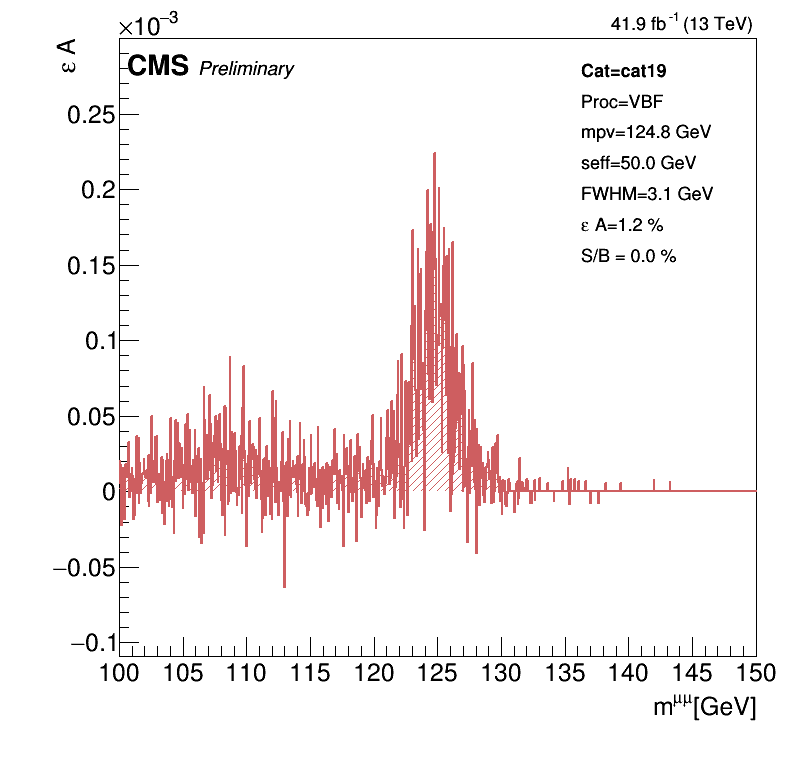 ×10⁻³
41.9 fb⁻¹ (13 TeV)
ε A
CMS Preliminary
Cat=cat19
Proc=VBF
mpv=124.8 GeV
seff=50.0 GeV
FWHM=3.1 GeV
ε A=1.2 %
S/B = 0.0 %
0.25
0.2
0.15
0.1
0.05
0
−0.05
−0.1
100 105 110 115 120 125 130 135 140 145 150
m^μμ[GeV]